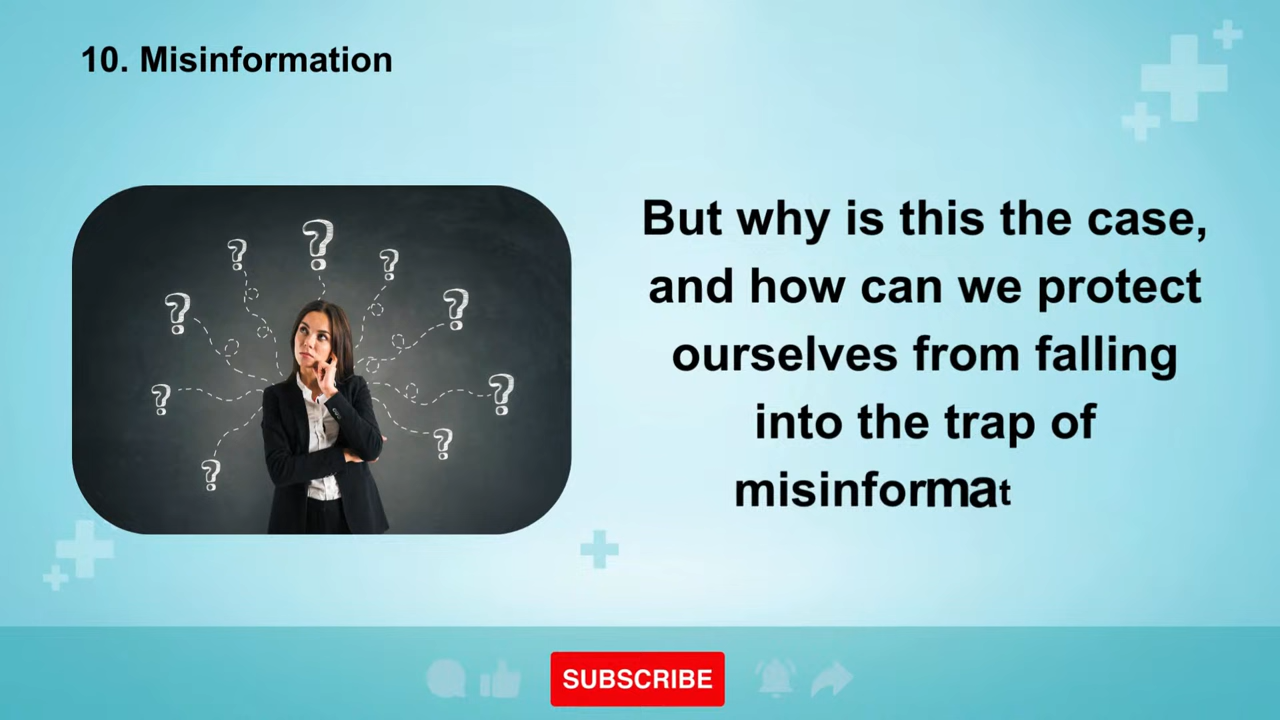 10. Misinformation
But why is this the case,
and how can we protect
ourselves from falling
into the trap of
misinformat
? ? ? ? ? ? ? ? ?
SUBSCRIBE